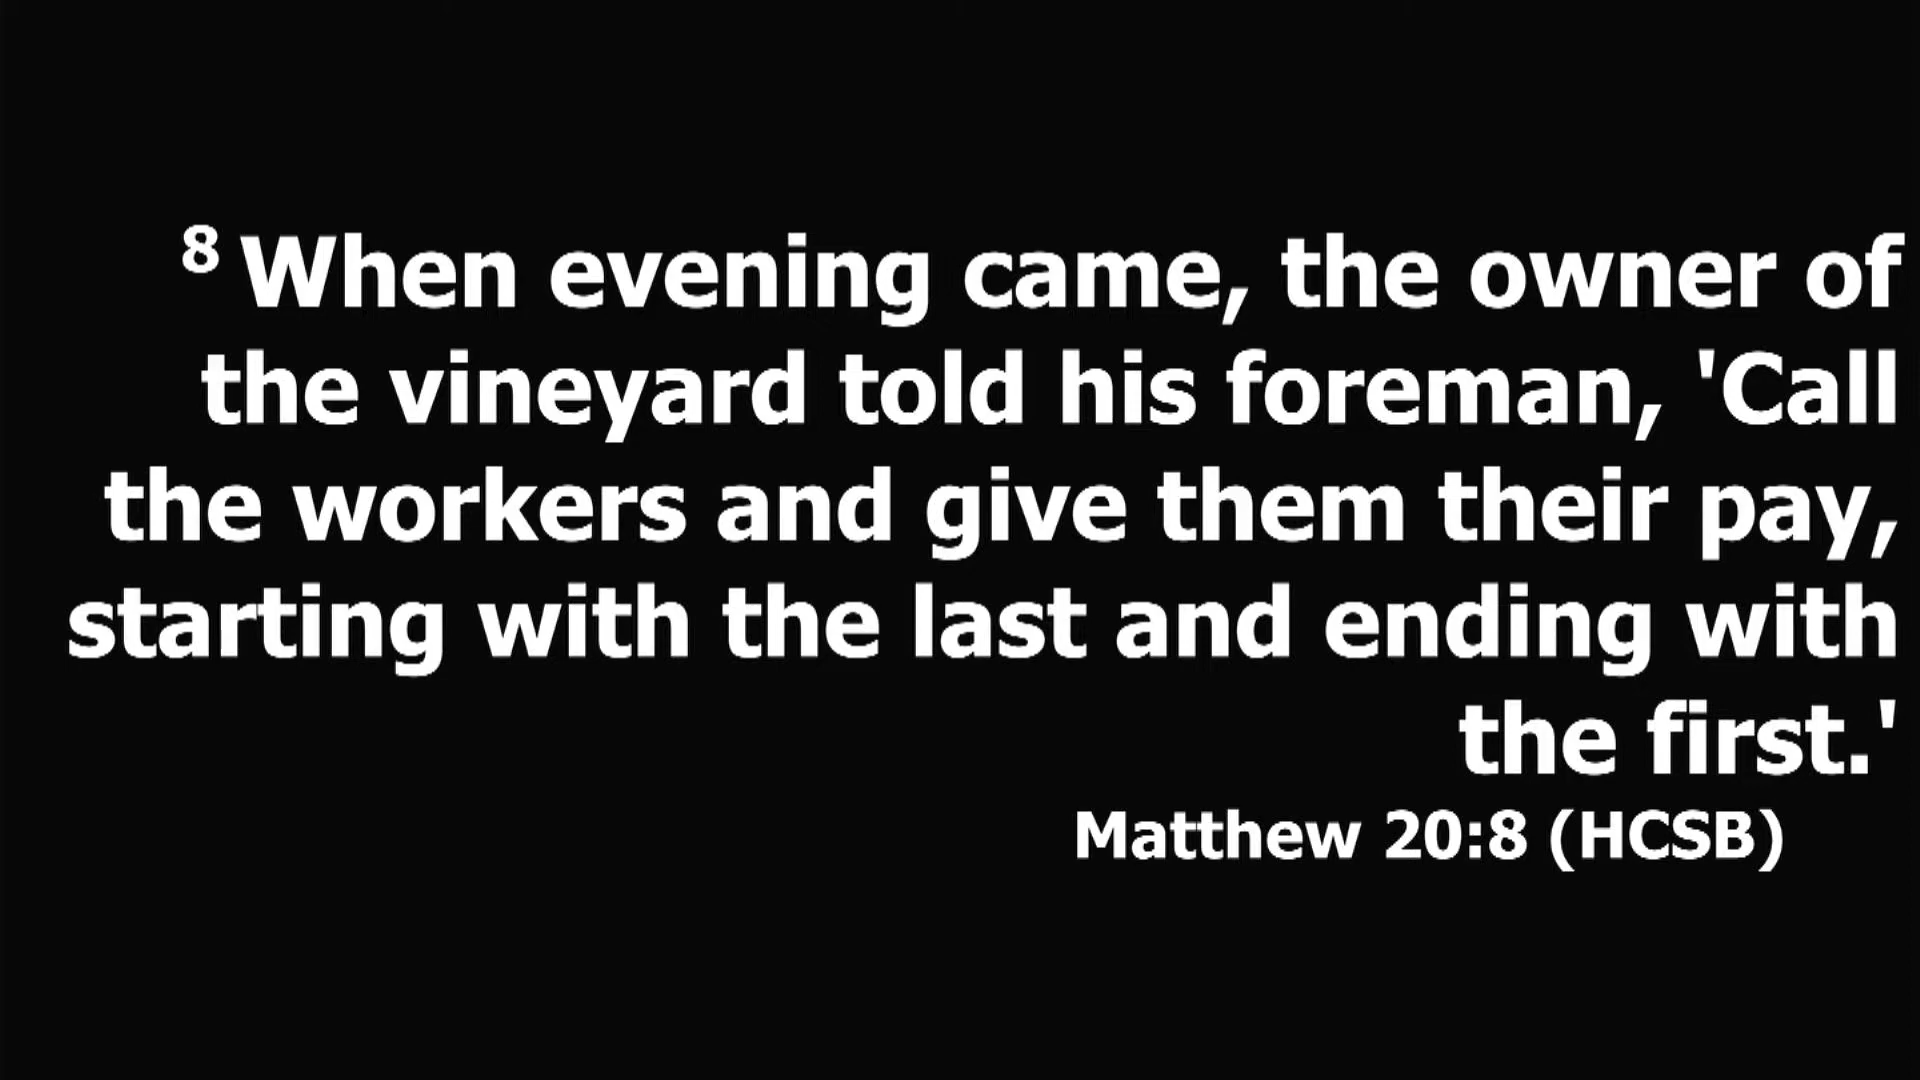 8 When evening came, the owner of
the vineyard told his foreman, 'Call
the workers and give them their pay,
starting with the last and ending with
the first.'
Matthew 20:8 (HCSB)